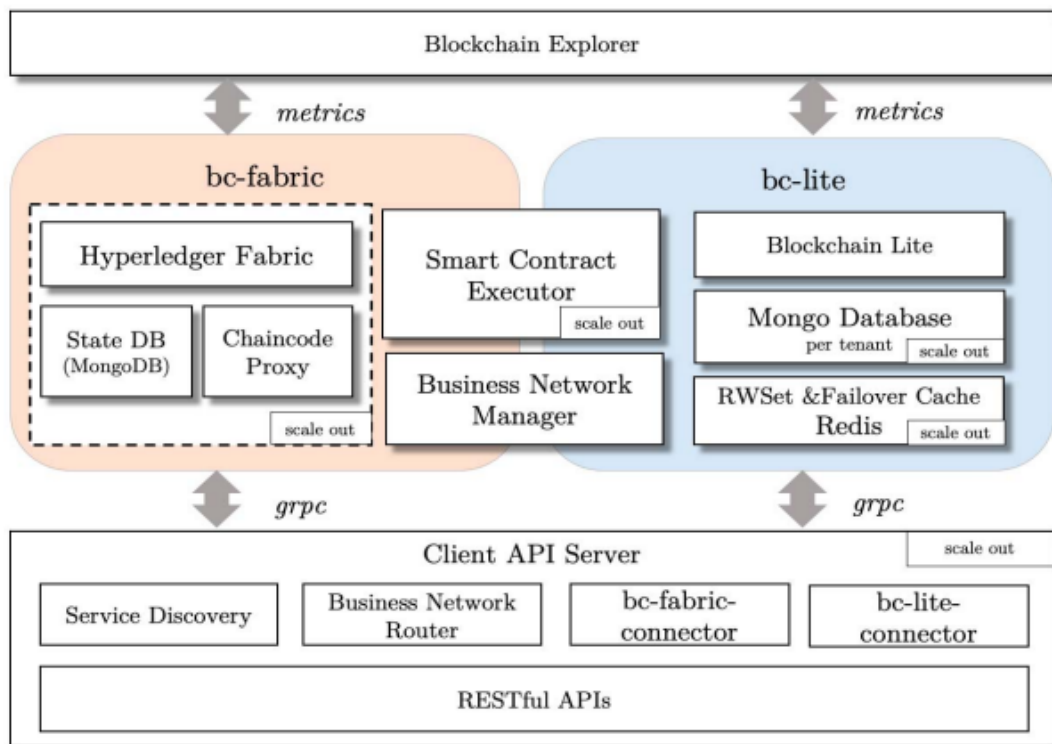 Blockchain Explorer
metrics
metrics
bc-fabric
bc-lite
Hyperledger Fabric
State DB
(MongoDB)
Chaincode
Proxy
scale out
Smart Contract
Executor
scale out
Business Network
Manager
Blockchain Lite
Mongo Database
per tenant
scale out
RWSet &Failover Cache
Redis
scale out
grpc
grpc
Client API Server
scale out
Service Discovery
Business Network
Router
bc-fabric-
connector
bc-lite-
connector
RESTful APIs